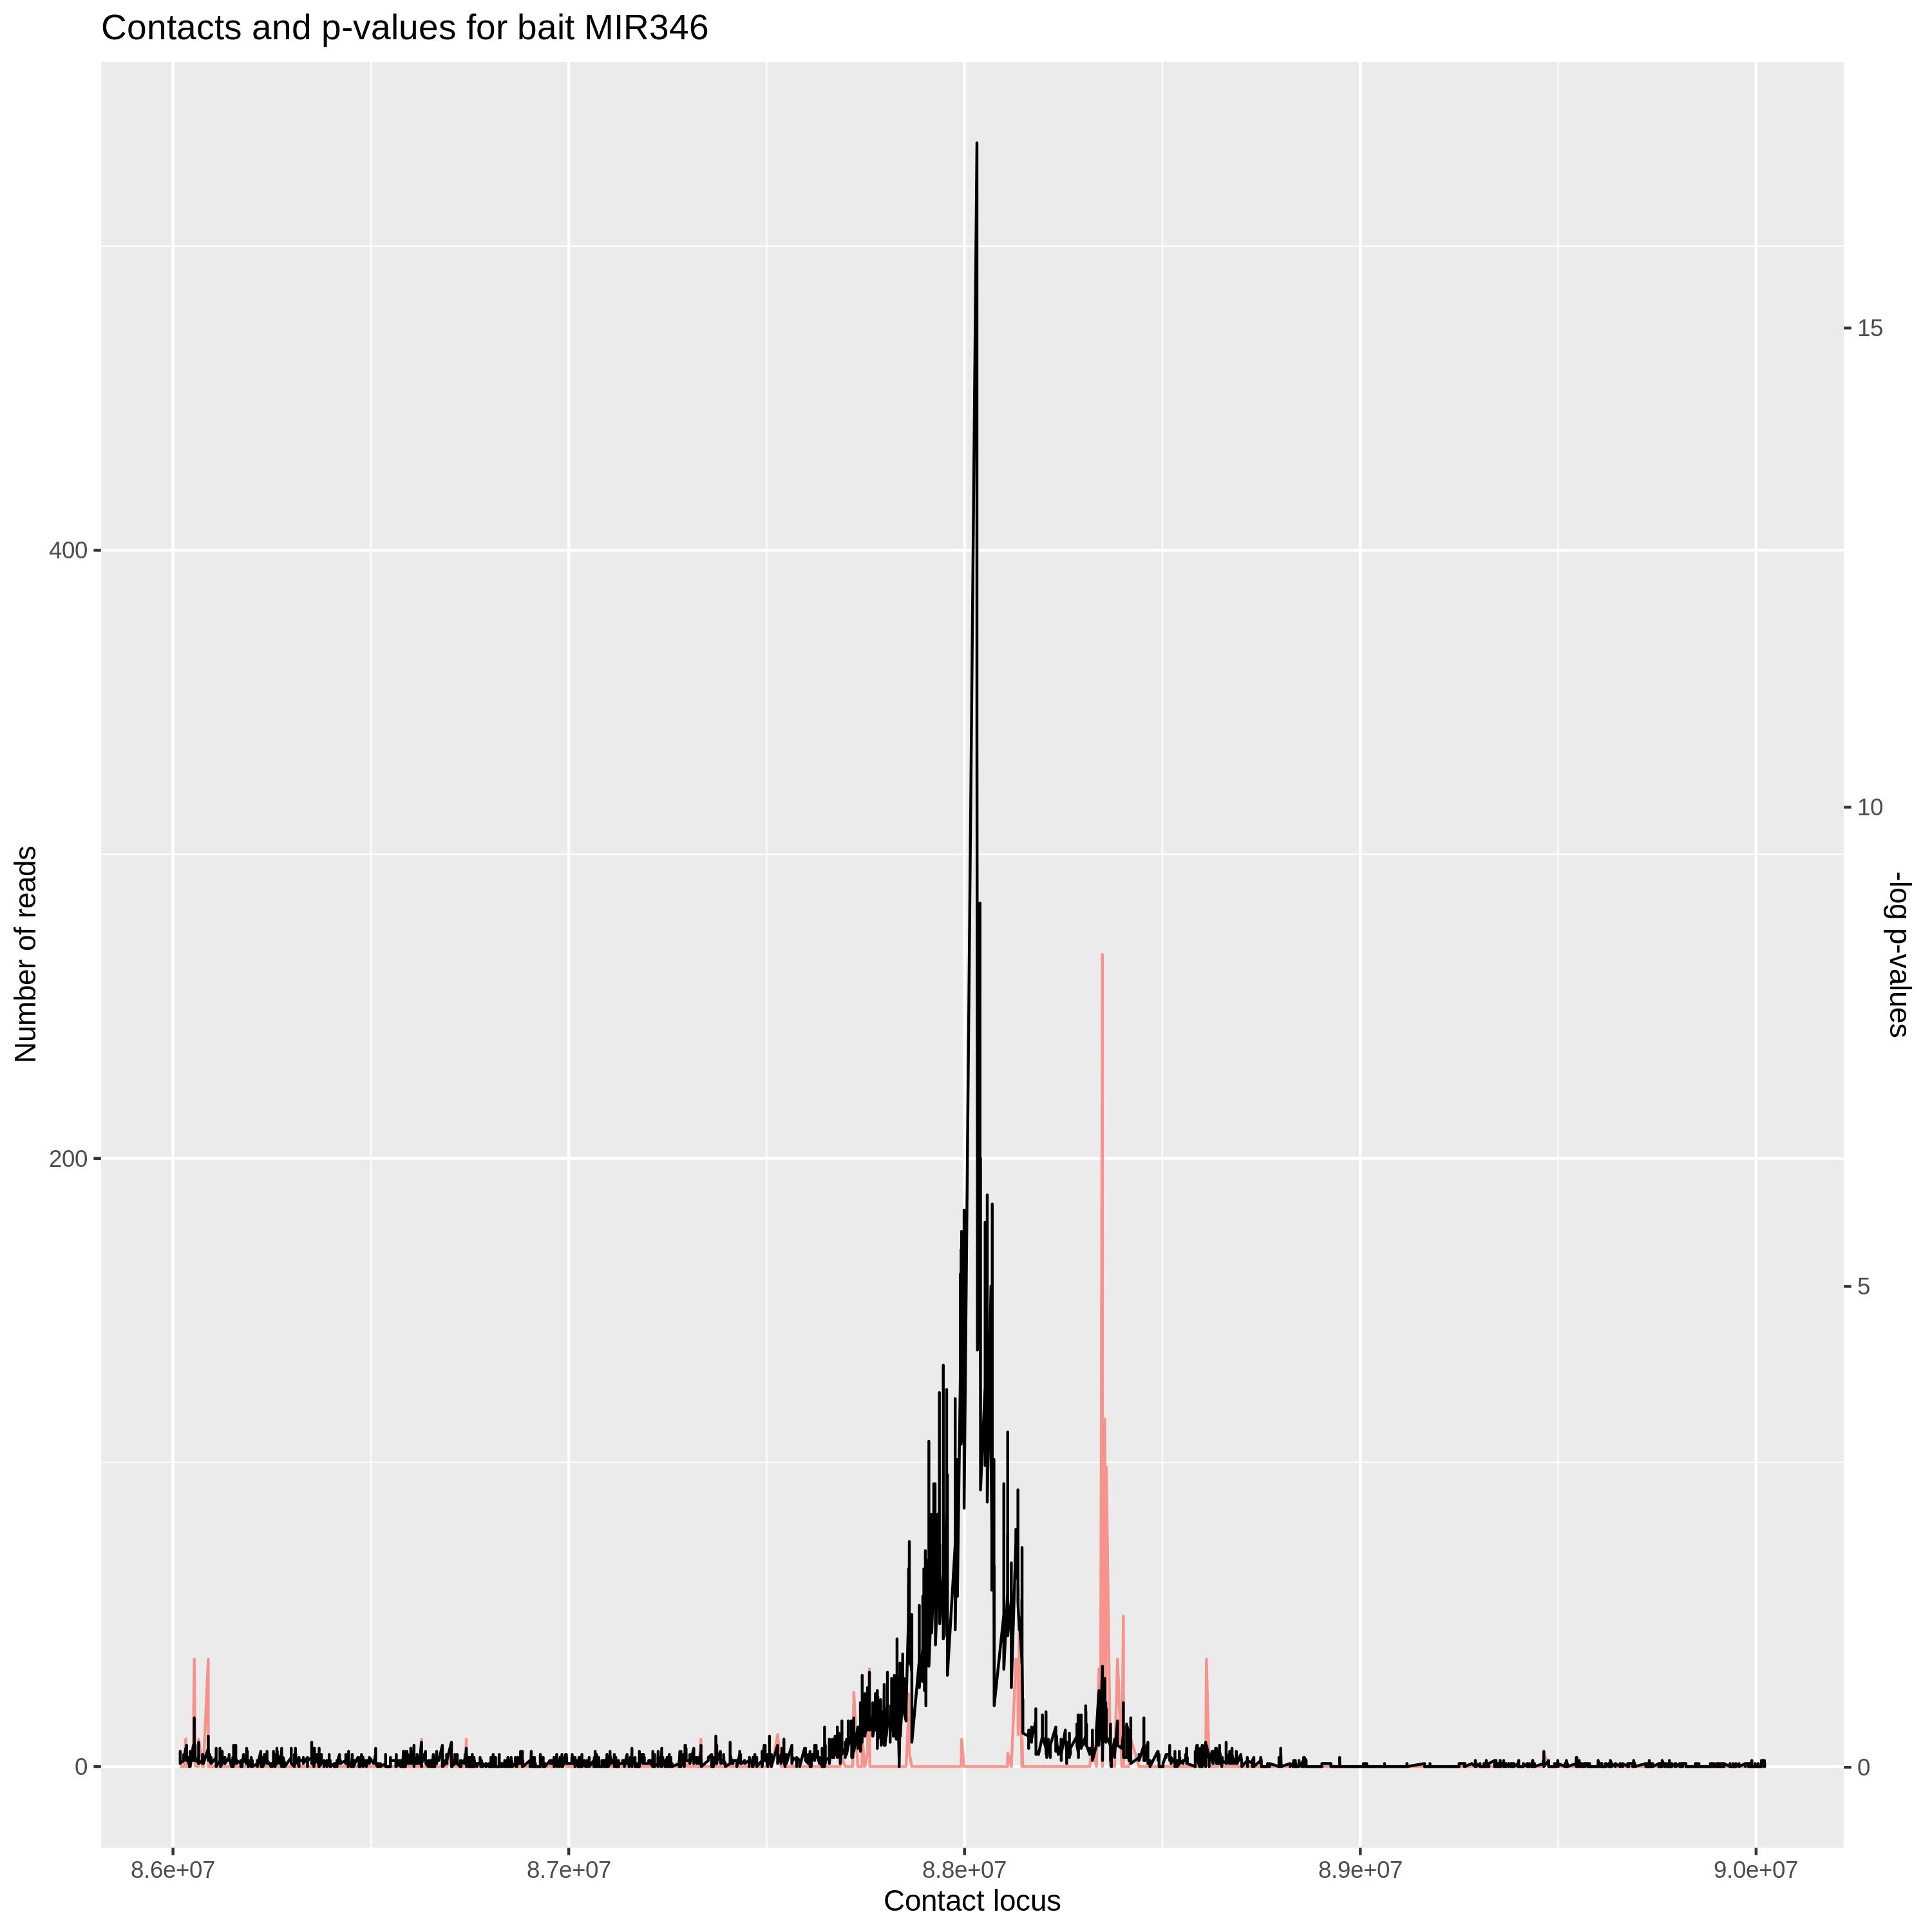 Contacts and p-values for bait MIR346
Number of reads
400
200
0
15
10
5
0
-log p-values
8.6e+07
8.7e+07
8.8e+07
8.9e+07
9.0e+07
Contact locus